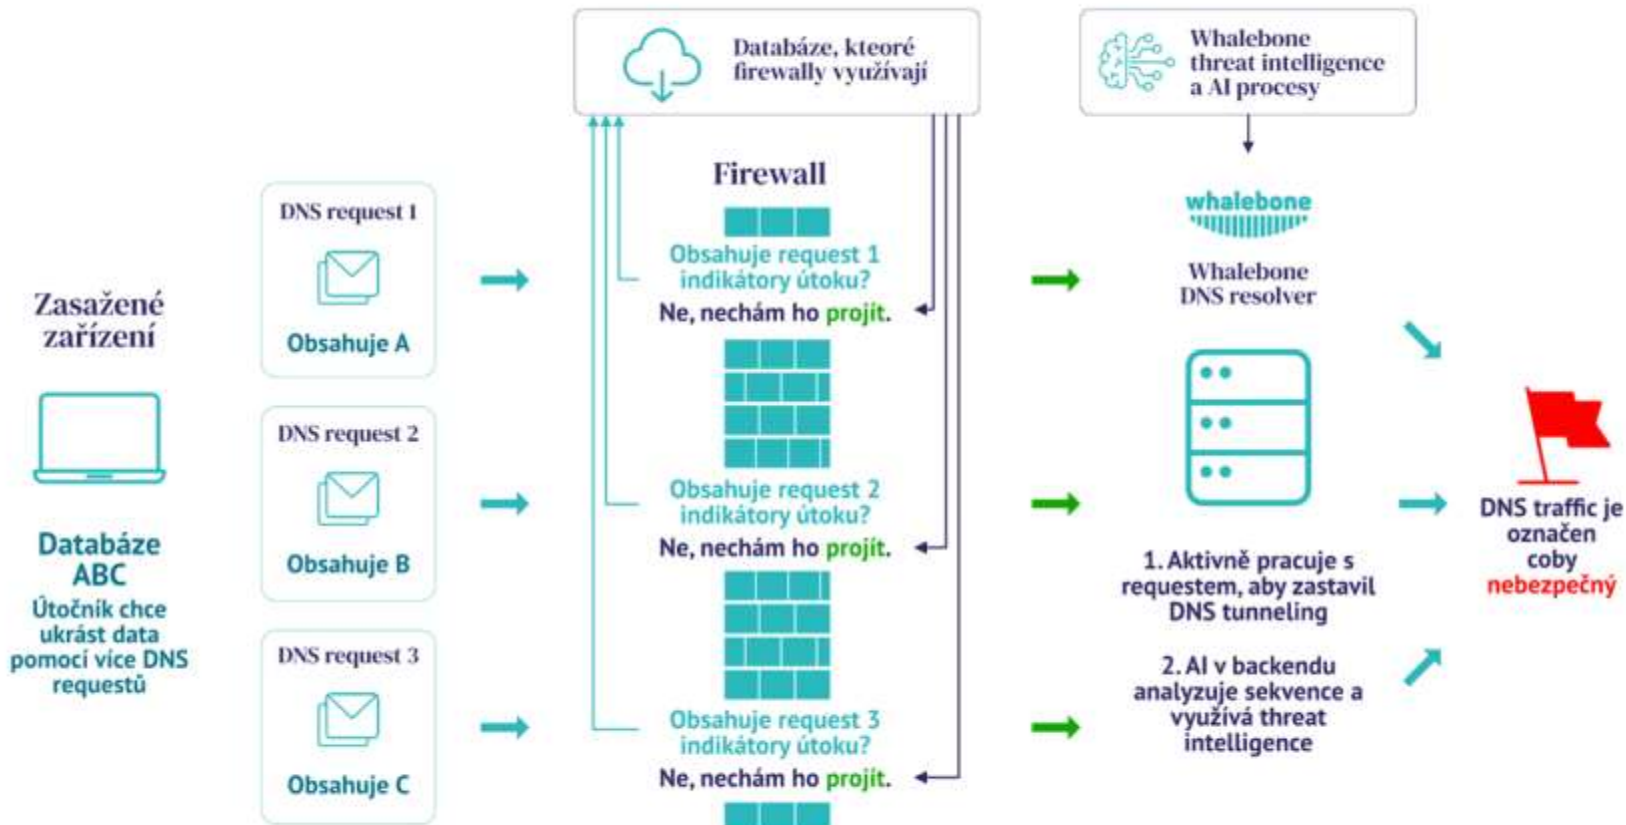 Databáze, kteoré
firewally využívají
Whalebone
threat intelligence
a AI procesy
Zasažené
zařízení
Databáze
ABC
Útočník chce
ukrást data
pomocí více DNS
requestů
DNS request 1
Obsahuje A
DNS request 2
Obsahuje B
DNS request 3
Obsahuje C
Firewall
Obsahuje request 1
indikátory útoku?
Ne, nechám ho projít.
Obsahuje request 2
indikátory útoku?
Ne, nechám ho projít.
Obsahuje request 3
indikátory útoku?
Ne, nechám ho projít.
whalebone
Whalebone
DNS resolver
1. Aktivně pracuje s
requestem, aby zastavil
DNS tunneling
2. AI v backendu
analyzuje sekvence a
využívá threat
intelligence
DNS traffic je
označen
coby
nebezpečný